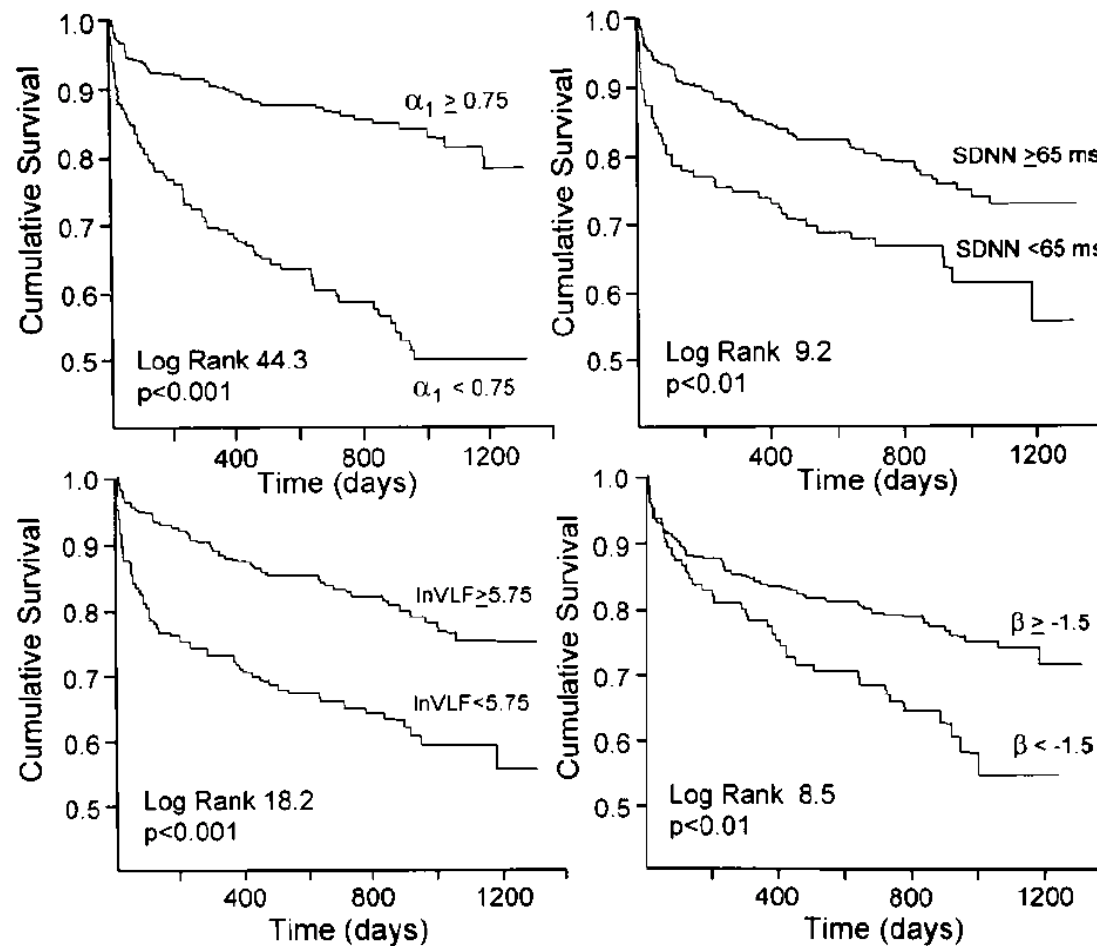 1.0
0.9
0.8
0.7
0.6
0.5
Cumulative Survival
α1 ≥ 0.75
α1 < 0.75
Log Rank 44.3
p<0.001
400 800 1200
Time (days)
1.0
0.9
0.8
0.7
0.6
0.5
Cumulative Survival
SDNN ≥65 ms
SDNN <65 ms
Log Rank 9.2
p<0.01
400 800 1200
Time (days)
1.0
0.9
0.8
0.7
0.6
0.5
Cumulative Survival
lnVLF≥5.75
lnVLF<5.75
Log Rank 18.2
p<0.001
400 800 1200
Time (days)
1.0
0.9
0.8
0.7
0.6
0.5
Cumulative Survival
β ≥ -1.5
β < -1.5
Log Rank 8.5
p<0.01
400 800 1200
Time (days)